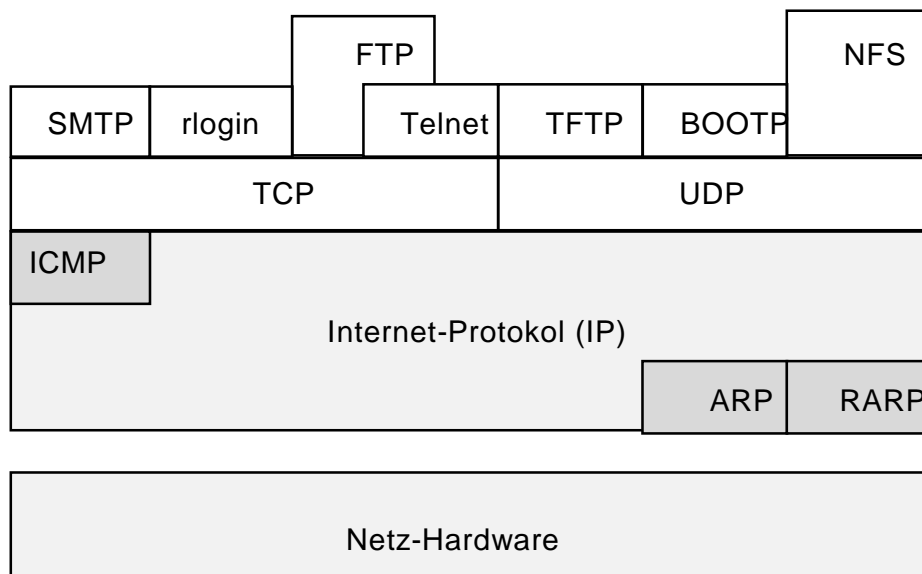 FTP
NFS
SMTP
rlogin
Telnet
TFTP
BOOTP
TCP
UDP
ICMP
Internet-Protokol (IP)
ARP
RARP
Netz-Hardware